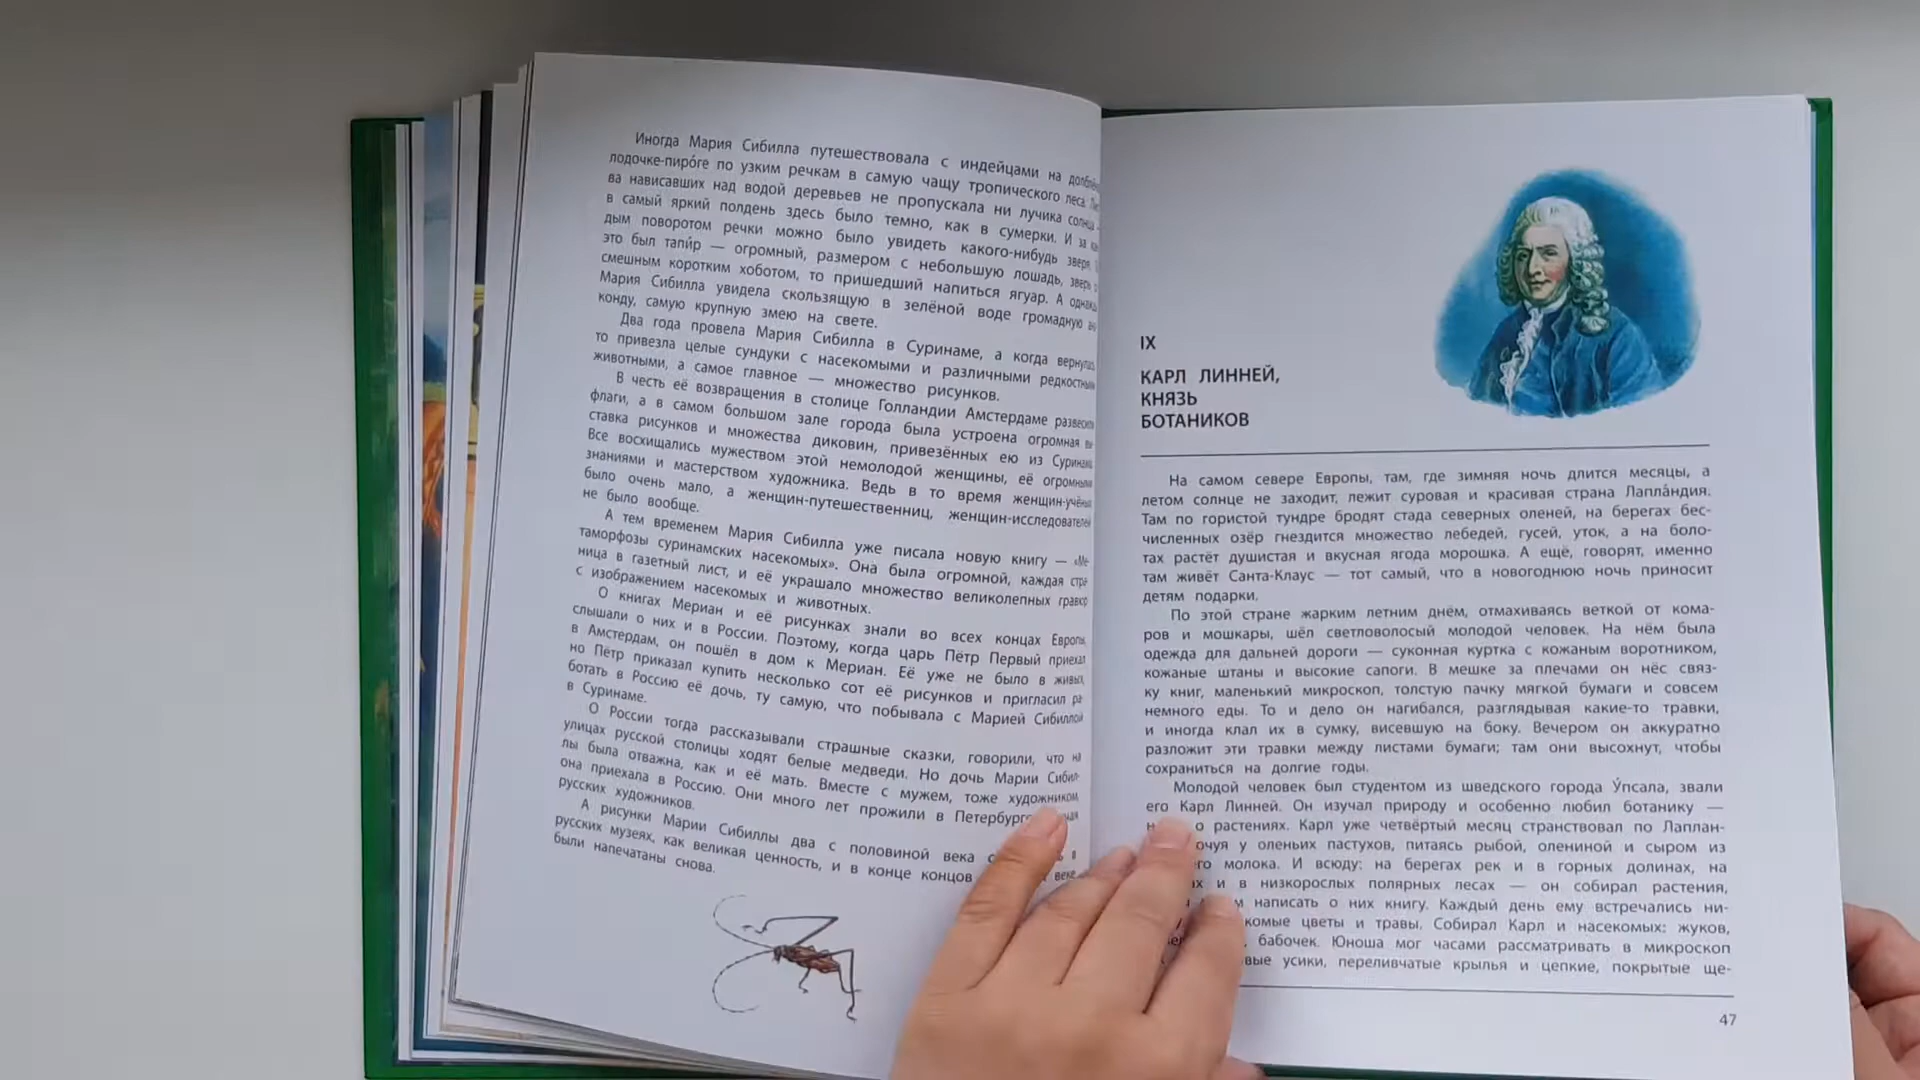 Иногда Мария Сибилла путешествовала с индейцами на
лодочке-пиро́ге по узким речкам в самую чащу тропического леса.
ва нависавших над водой деревьев не пропускала ни лучика солнца
в самый яркий полдень здесь было темно, как в сумерки. И за
дым поворотом речки можно было увидеть какого-нибудь зверя.
это был тапи́р — огромный, размером с небольшую лошадь, зверь
смешным коротким хоботом, то пришедший напиться ягуар. А однажды
Мария Сибилла увидела скользящую в зелёной воде громадную
конду, самую крупную змею на свете.
Два года провела Мария Сибилла в Суринаме, а когда вернулась,
то привезла целые сундуки с насекомыми и различными редкостными
животными, а самое главное — множество рисунков.
В честь её возвращения в столице Голландии Амстердаме развесили
флаги, а в самом большом зале города была устроена огромная вы-
ставка рисунков и множества диковин, привезённых ею из Суринама.
Все восхищались мужеством этой немолодой женщины, её огромными
знаниями и мастерством художника. Ведь в то время женщин-учёных
было очень мало, а женщин-путешественниц, женщин-исследователей
не было вообще.
А тем временем Мария Сибилла уже писала новую книгу — «Ме-
таморфозы суринамских насекомых». Она была огромной, каждая стра-
ница в газетный лист, и её украшало множество великолепных гравюр
с изображением насекомых и животных.
О книгах Мериан и её рисунках знали во всех концах Европы,
слышали о них и в России. Поэтому, когда царь Пётр Первый приехал
в Амстердам, он пошёл в дом к Мериан. Её уже не было в живых,
но Пётр приказал купить несколько сот её рисунков и пригласил ра-
ботать в Россию её дочь, ту самую, что побывала с Марией Сибиллой
в Суринаме.
О России тогда рассказывали страшные сказки, говорили, что на
улицах русской столицы ходят белые медведи. Но дочь Марии Сибил-
лы была отважна, как и её мать. Вместе с мужем, тоже художником,
она приехала в Россию. Они много лет прожили в Петербурге
русских художников.
А рисунки Марии Сибиллы два с половиной века
русских музеях, как великая ценность, и в конце концов веке
были напечатаны снова.
IX
КАРЛ ЛИННЕЙ,
КНЯЗЬ
БОТАНИКОВ
На самом севере Европы, там, где зимняя ночь длится месяцы, а
летом солнце не заходит, лежит суровая и красивая страна Лапла́ндия.
Там по гористой тундре бродят стада северных оленей, на берегах бес-
численных озёр гнездится множество лебедей, гусей, уток, а на боло-
тах растёт душистая и вкусная ягода морошка. А ещё, говорят, именно
там живёт Санта-Клаус — тот самый, что в новогоднюю ночь приносит
детям подарки.
По этой стране жарким летним днём, отмахиваясь веткой от кома-
ров и мошкары, шёл светловолосый молодой человек. На нём была
одежда для дальней дороги — суконная куртка с кожаным воротником,
кожаные штаны и высокие сапоги. В мешке за плечами он нёс связ-
ку книг, маленький микроскоп, толстую пачку мягкой бумаги и совсем
немного еды. То и дело он нагибался, разглядывая какие-то травки,
и иногда клал их в сумку, висевшую на боку. Вечером он аккуратно
разложит эти травки между листами бумаги; там они высохнут, чтобы
сохраниться на долгие годы.
Молодой человек был студентом из шведского города У́псала, звали
его Карл Линней. Он изучал природу и особенно любил ботанику —
о растениях. Карл уже четвёртый месяц странствовал по Лаплан-
очуя у оленьих пастухов, питаясь рыбой, олениной и сыром из
го молока. И всюду: на берегах рек и в горных долинах, на
х и в низкорослых полярных лесах — он собирал растения,
м написать о них книгу. Каждый день ему встречались ни-
комые цветы и травы. Собирал Карл и насекомых: жуков,
бабочек. Юноша мог часами рассматривать в микроскоп
вые усики, переливчатые крылья и цепкие, покрытые ще-
47